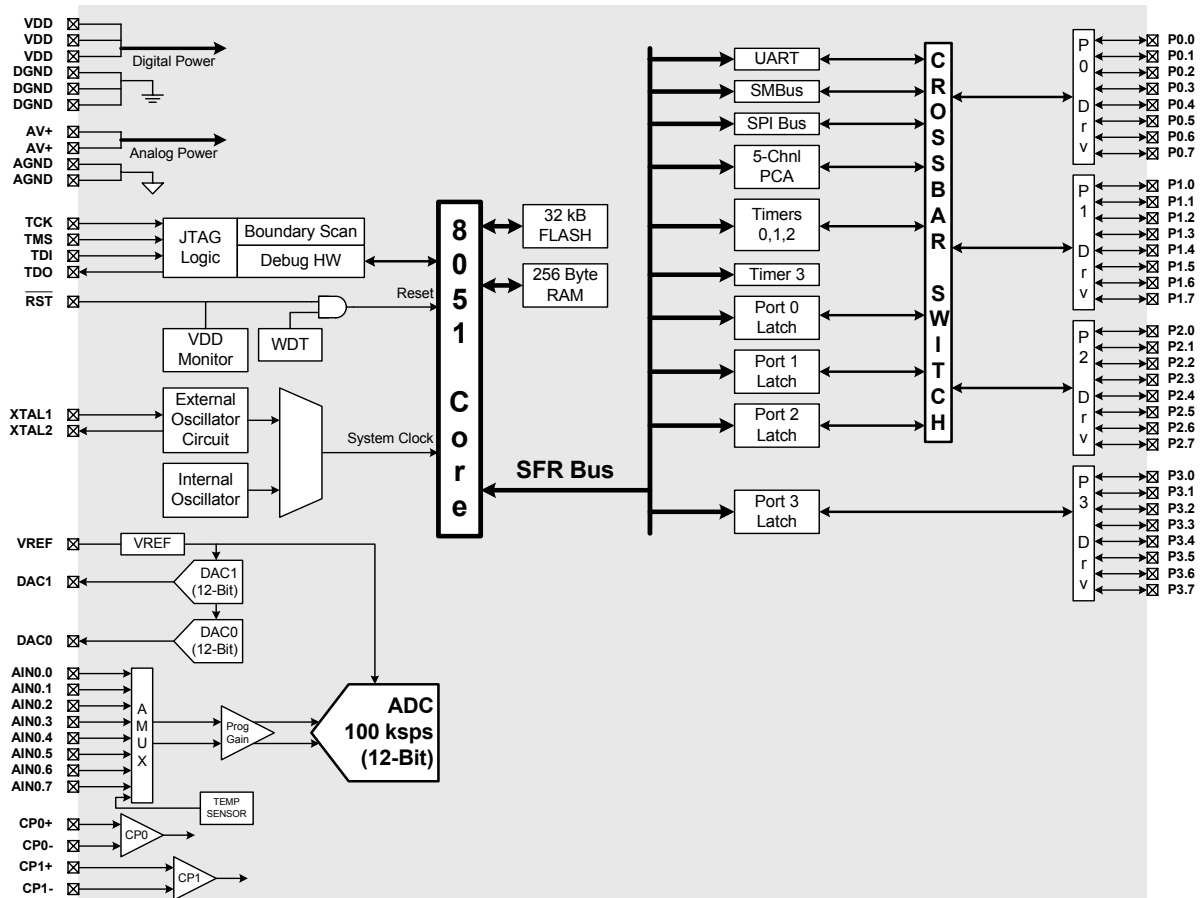 VDD
VDD
VDD
DGND
DGND
DGND
Digital Power
AV+
AV+
AGND
AGND
Analog Power
TCK
TMS
TDI
TDO
JTAG
Logic
Boundary Scan
Debug HW
RST
Reset
VDD
Monitor
WDT
XTAL1
XTAL2
External
Oscillator
Circuit
Internal
Oscillator
System Clock
VREF
VREF
DAC1
DAC1
(12-Bit)
DAC0
DAC0
(12-Bit)
AIN0.0
AIN0.1
AIN0.2
AIN0.3
AIN0.4
AIN0.5
AIN0.6
AIN0.7
A
M
U
X
Prog
Gain
ADC
100 ksps
(12-Bit)
TEMP
SENSOR
CP0+
CP0-
CP0
CP1+
CP1-
CP1
8
0
5
1
C
o
r
e
32 kB
FLASH
256 Byte
RAM
SFR Bus
UART
SMBus
SPI Bus
5-Chnl
PCA
Timers
0,1,2
Timer 3
Port 0
Latch
Port 1
Latch
Port 2
Latch
Port 3
Latch
C
R
O
S
S
B
A
R
S
W
I
T
C
H
P
0
D
r
v
P0.0
P0.1
P0.2
P0.3
P0.4
P0.5
P0.6
P0.7
P
1
D
r
v
P1.0
P1.1
P1.2
P1.3
P1.4
P1.5
P1.6
P1.7
P
2
D
r
v
P2.0
P2.1
P2.2
P2.3
P2.4
P2.5
P2.6
P2.7
P
3
D
r
v
P3.0
P3.1
P3.2
P3.3
P3.4
P3.5
P3.6
P3.7